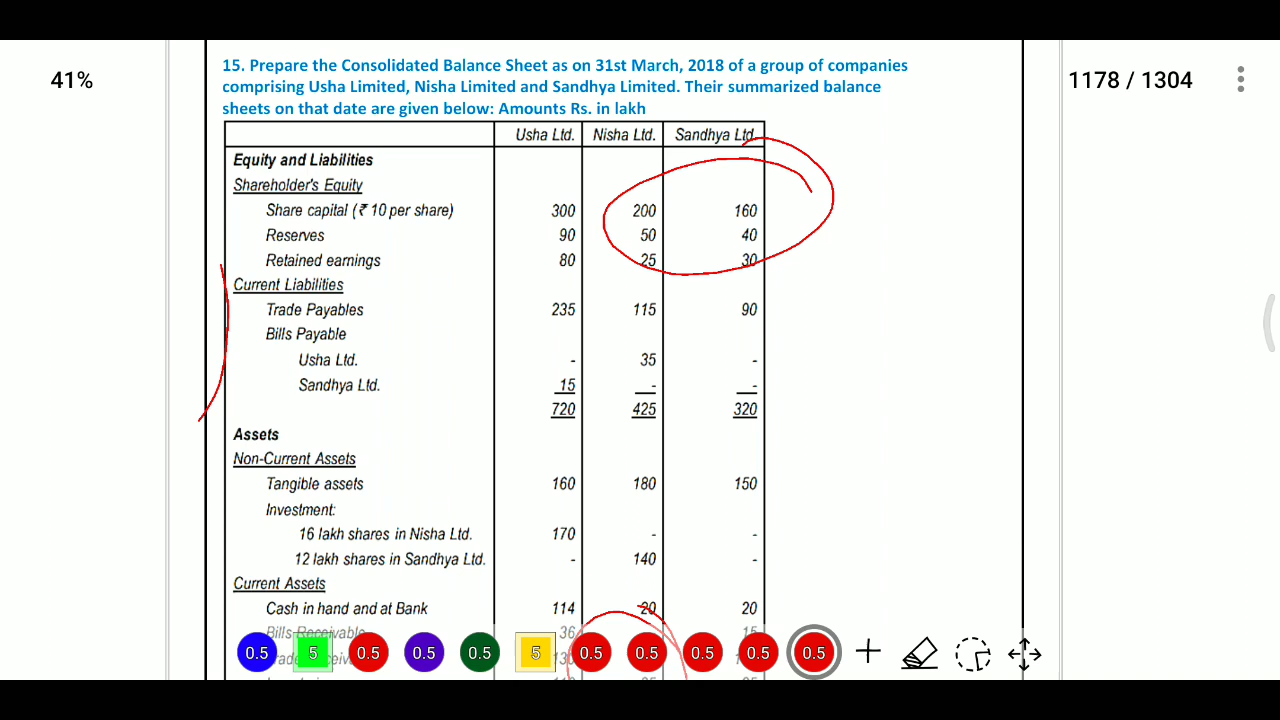 41%
1178 / 1304
15. Prepare the Consolidated Balance Sheet as on 31st March, 2018 of a group of companies
comprising Usha Limited, Nisha Limited and Sandhya Limited. Their summarized balance
sheets on that date are given below: Amounts Rs. in lakh
Usha Ltd. Nisha Ltd. Sandhya Ltd.
Equity and Liabilities
Shareholder's Equity
Share capital (₹ 10 per share) 300 200 160
Reserves 90 50 40
Retained earnings 80 25 30
Current Liabilities
Trade Payables 235 115 90
Bills Payable
Usha Ltd. - 35 -
Sandhya Ltd. 15 - -
720 425 320
Assets
Non-Current Assets
Tangible assets 160 180 150
Investment:
16 lakh shares in Nisha Ltd. 170 - -
12 lakh shares in Sandhya Ltd. - 140 -
Current Assets
Cash in hand and at Bank 114 20 20
Bills Receivable 36 15
0.5 5 0.5 0.5 0.5 5 0.5 0.5 0.5 0.5 0.5